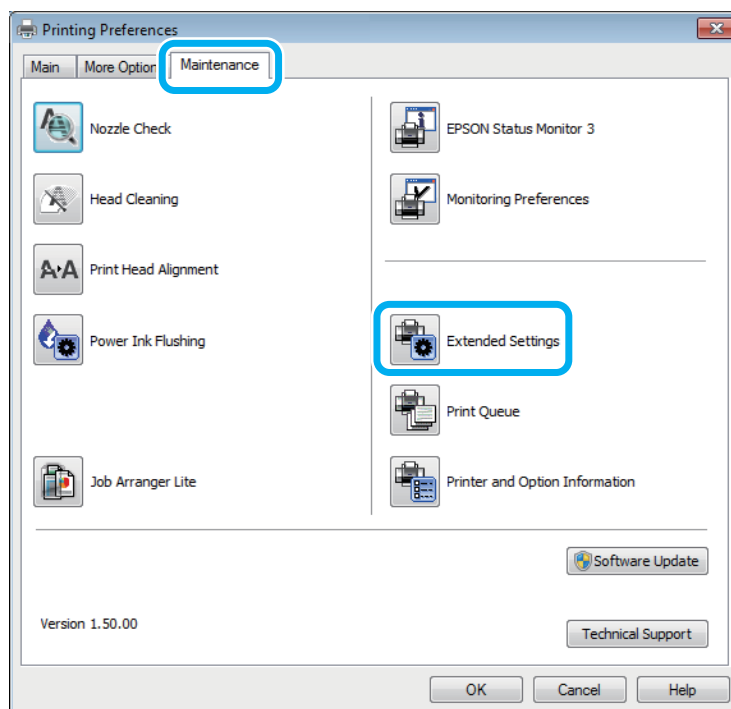 Printing Preferences
Main
More Option
Maintenance
Nozzle Check
EPSON Status Monitor 3
Head Cleaning
Monitoring Preferences
Print Head Alignment
Power Ink Flushing
Extended Settings
Print Queue
Job Arranger Lite
Printer and Option Information
Software Update
Version 1.50.00
Technical Support
OK
Cancel
Help